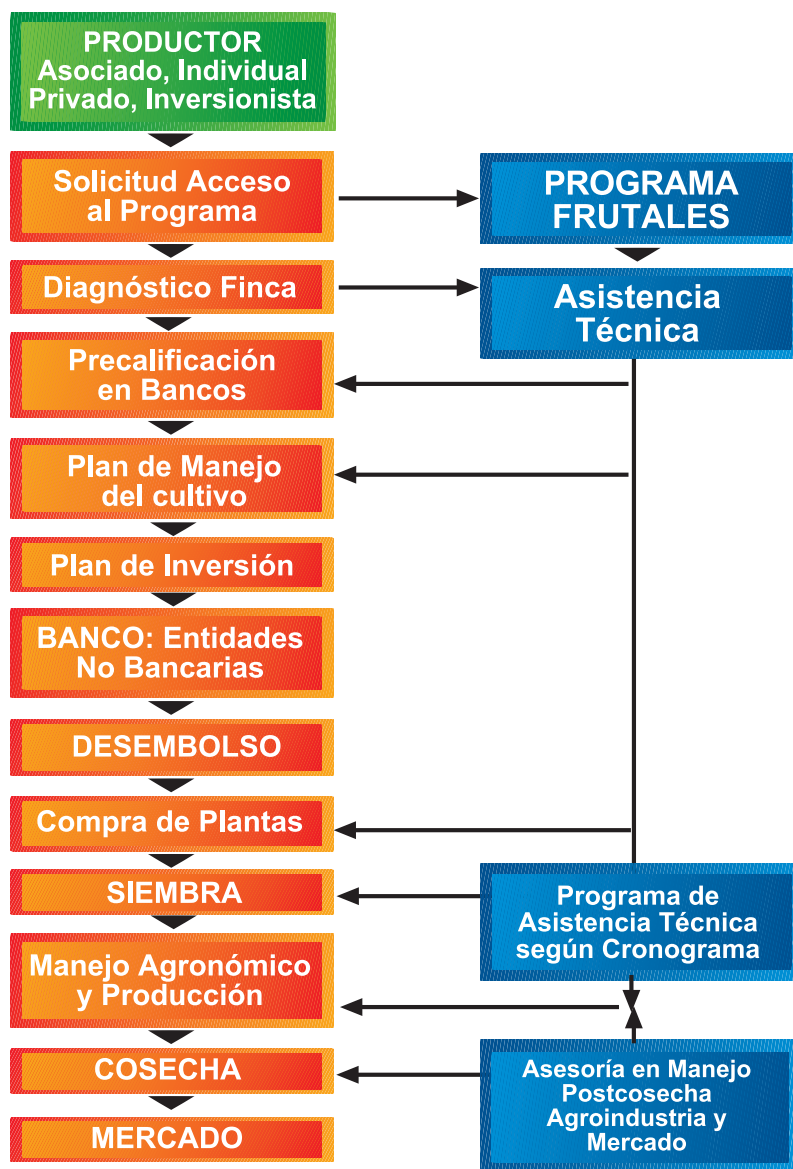 PRODUCTOR
Asociado, Individual
Privado, Inversionista
Solicitud Acceso
al Programa
PROGRAMA
FRUTALES
Diagnóstico Finca
Asistencia
Técnica
Precalificación
en Bancos
Plan de Manejo
del cultivo
Plan de Inversión
BANCO: Entidades
No Bancarias
DESEMBOLSO
Compra de Plantas
SIEMBRA
Programa de
Asistencia Técnica
según Cronograma
Manejo Agronómico
y Producción
COSECHA
Asesoría en Manejo
Postcosecha
Agroindustria y
Mercado
MERCADO